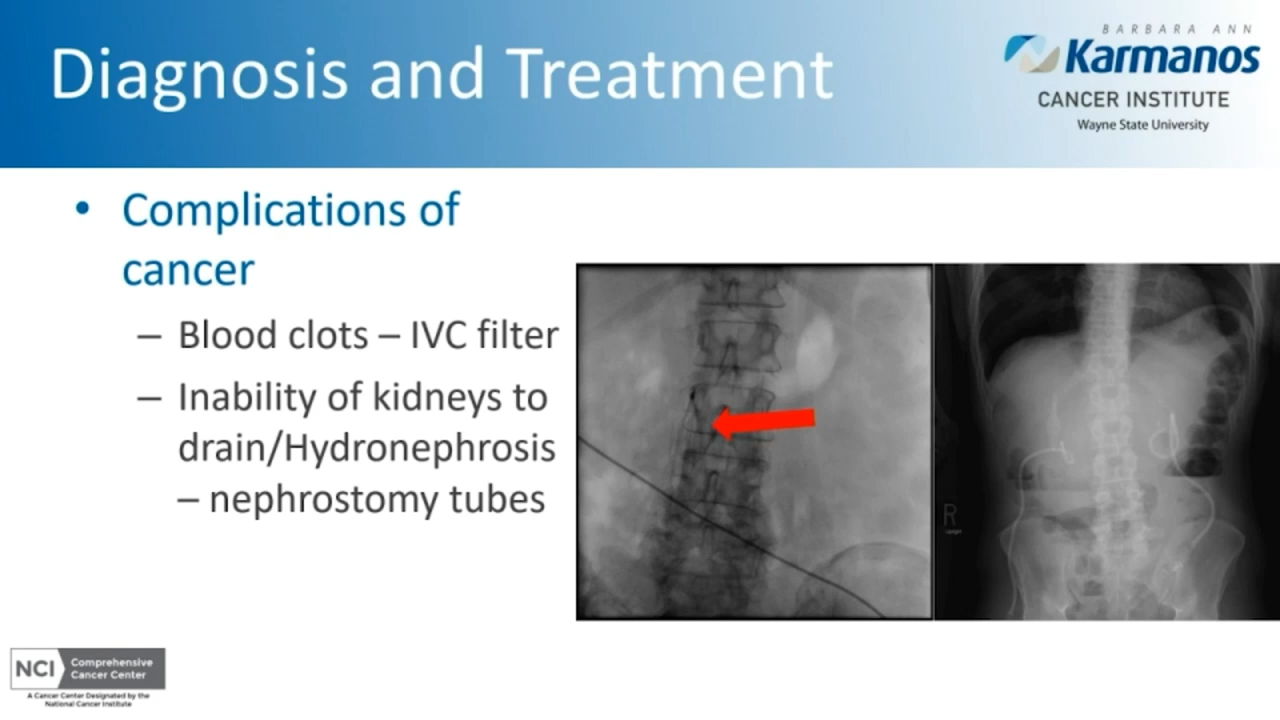 Diagnosis and Treatment
BARBARA ANN
Karmanos
CANCER INSTITUTE
Wayne State University
• Complications of
cancer
– Blood clots – IVC filter
– Inability of kidneys to
drain/Hydronephrosis
– nephrostomy tubes
R
NCI Comprehensive
Cancer Center
A Cancer Center Designated by the
National Cancer Institute